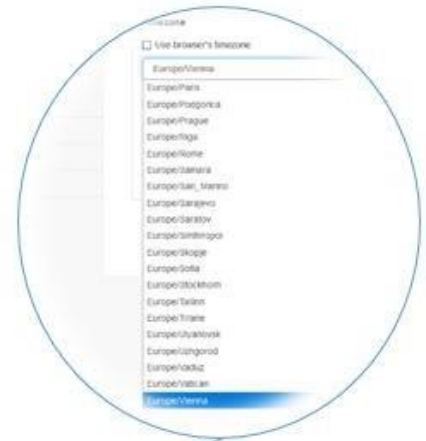 Use browser's timezone
Europe/Vienna
Europe/Paris
Europe/Podgorica
Europe/Prague
Europe/Riga
Europe/Rome
Europe/Samara
Europe/San_Marino
Europe/Sarajevo
Europe/Saratov
Europe/Simferopol
Europe/Skopje
Europe/Sofia
Europe/Stockholm
Europe/Tallinn
Europe/Tirane
Europe/Ulyanovsk
Europe/Uzhgorod
Europe/Vaduz
Europe/Vatican
Europe/Vienna